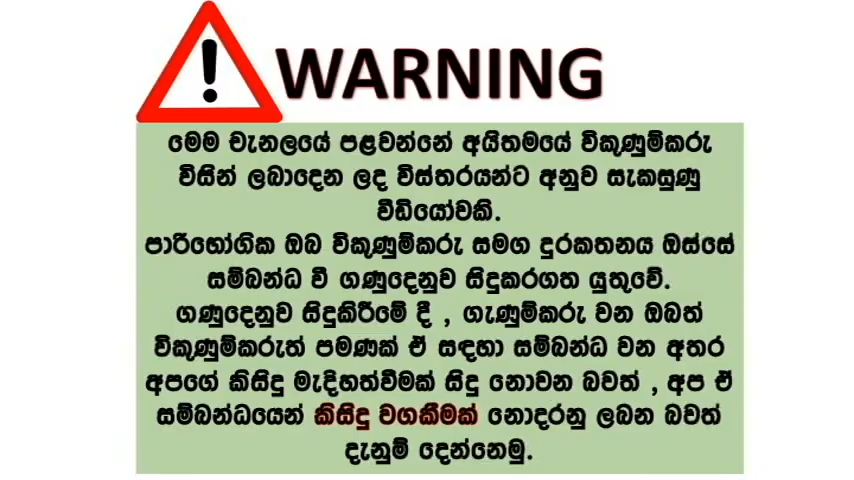 WARNING
මෙම චැනලයේ පළවන්නේ අයිතමයේ විකුණුම්කරු
විසින් ලබාදෙන ලද විස්තරයන්ට අනුව සැකසුණු
වීඩියෝවකි.
පාරිභෝගික ඔබ විකුණුම්කරු සමග දුරකතනය ඔස්සේ
සම්බන්ධ වී ගණුදෙනුව සිදුකරගත යුතුවේ.
ගණුදෙනුව සිදුකිරීමේ දී , ගැණුම්කරු වන ඔබත්
විකුණුම්කරුත් පමණක් ඒ සඳහා සම්බන්ධ වන අතර
අපගේ කිසිදු මැදිහත්වීමක් සිදු නොවන බවත් , අප ඒ
සම්බන්ධයෙන් කිසිදු වගකීමක් නොදරනු ලබන බවත්
දැනුම් දෙන්නෙමු.